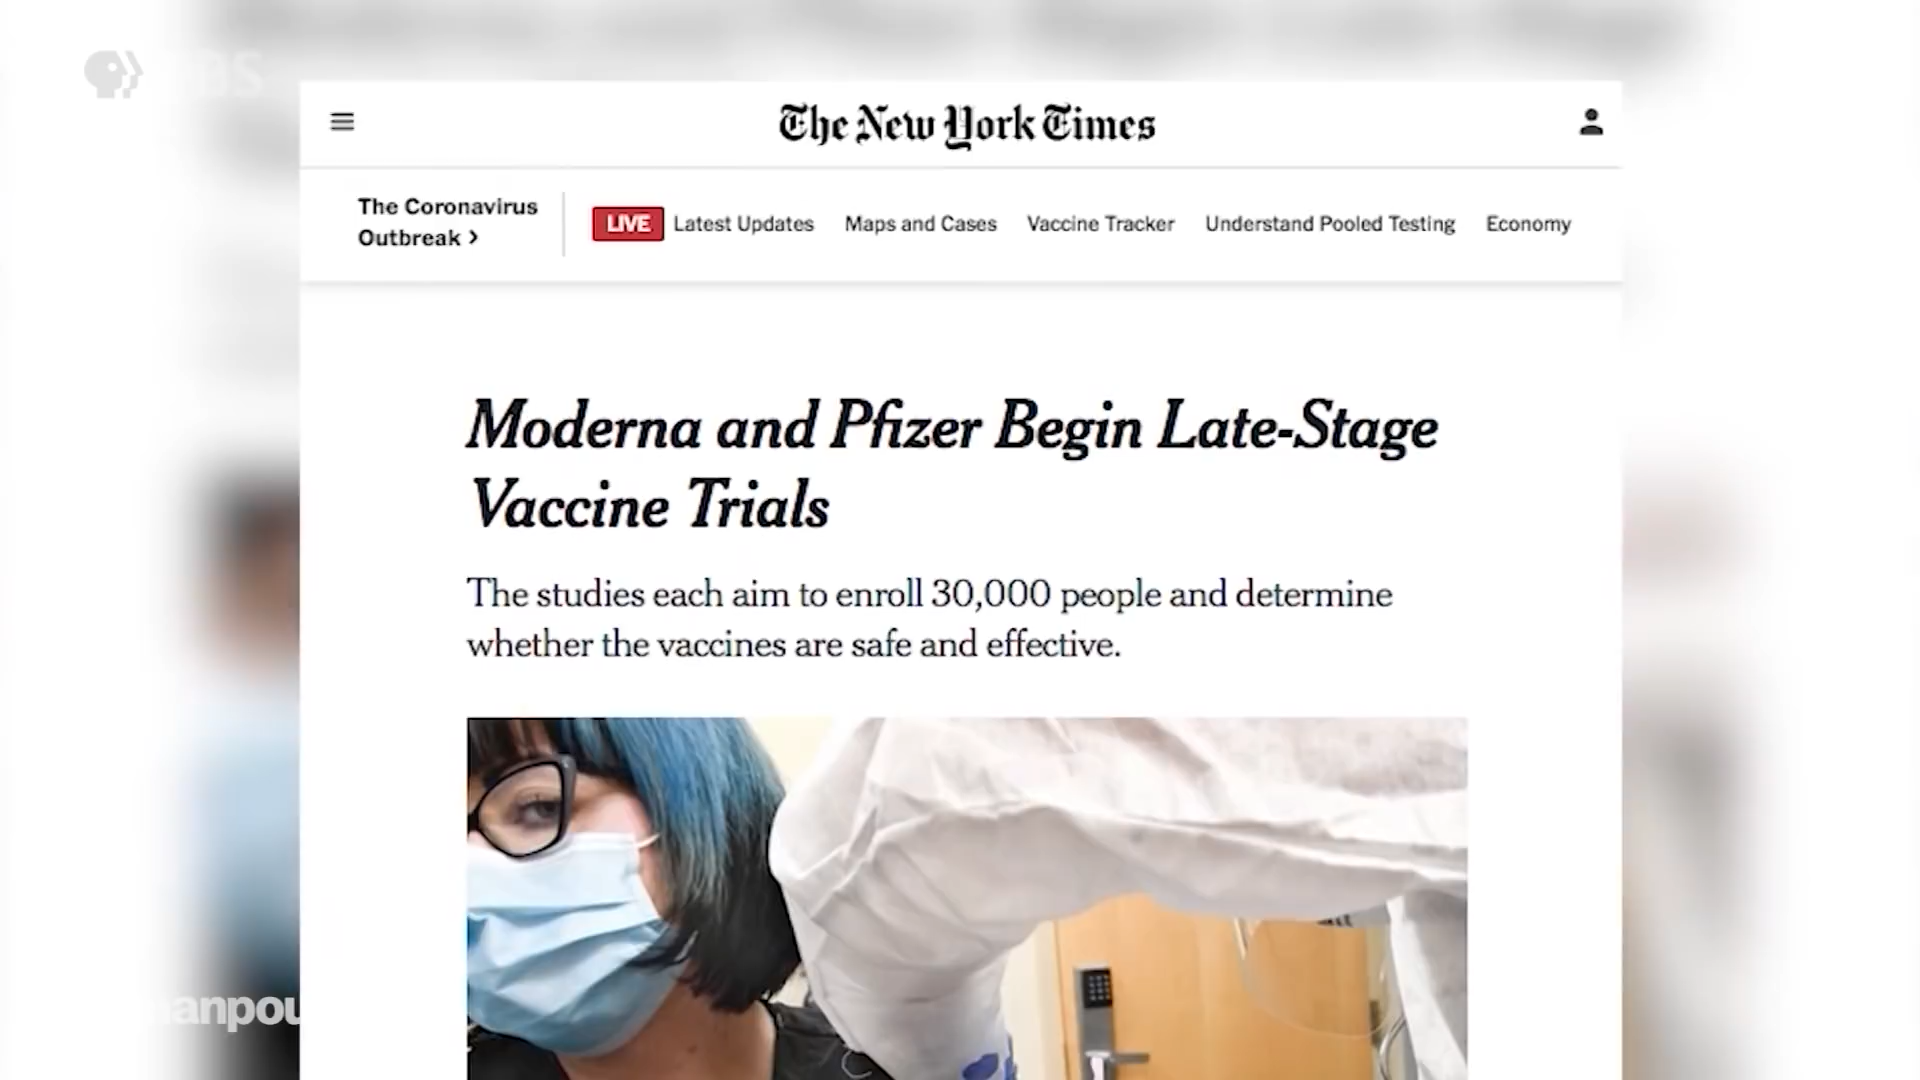 PBS
The New York Times
The Coronavirus
Outbreak >
LIVE Latest Updates Maps and Cases Vaccine Tracker Understand Pooled Testing Economy
Moderna and Pfizer Begin Late-Stage
Vaccine Trials
The studies each aim to enroll 30,000 people and determine
whether the vaccines are safe and effective.